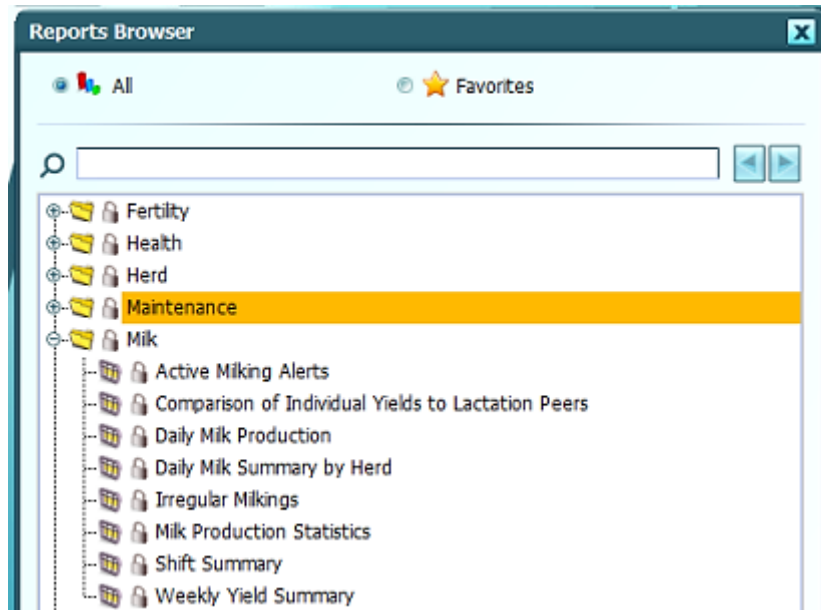 Reports Browser
All Favorites
Fertility
Health
Herd
Maintenance
Milk
Active Milking Alerts
Comparison of Individual Yields to Lactation Peers
Daily Milk Production
Daily Milk Summary by Herd
Irregular Milkings
Milk Production Statistics
Shift Summary
Weekly Yield Summary